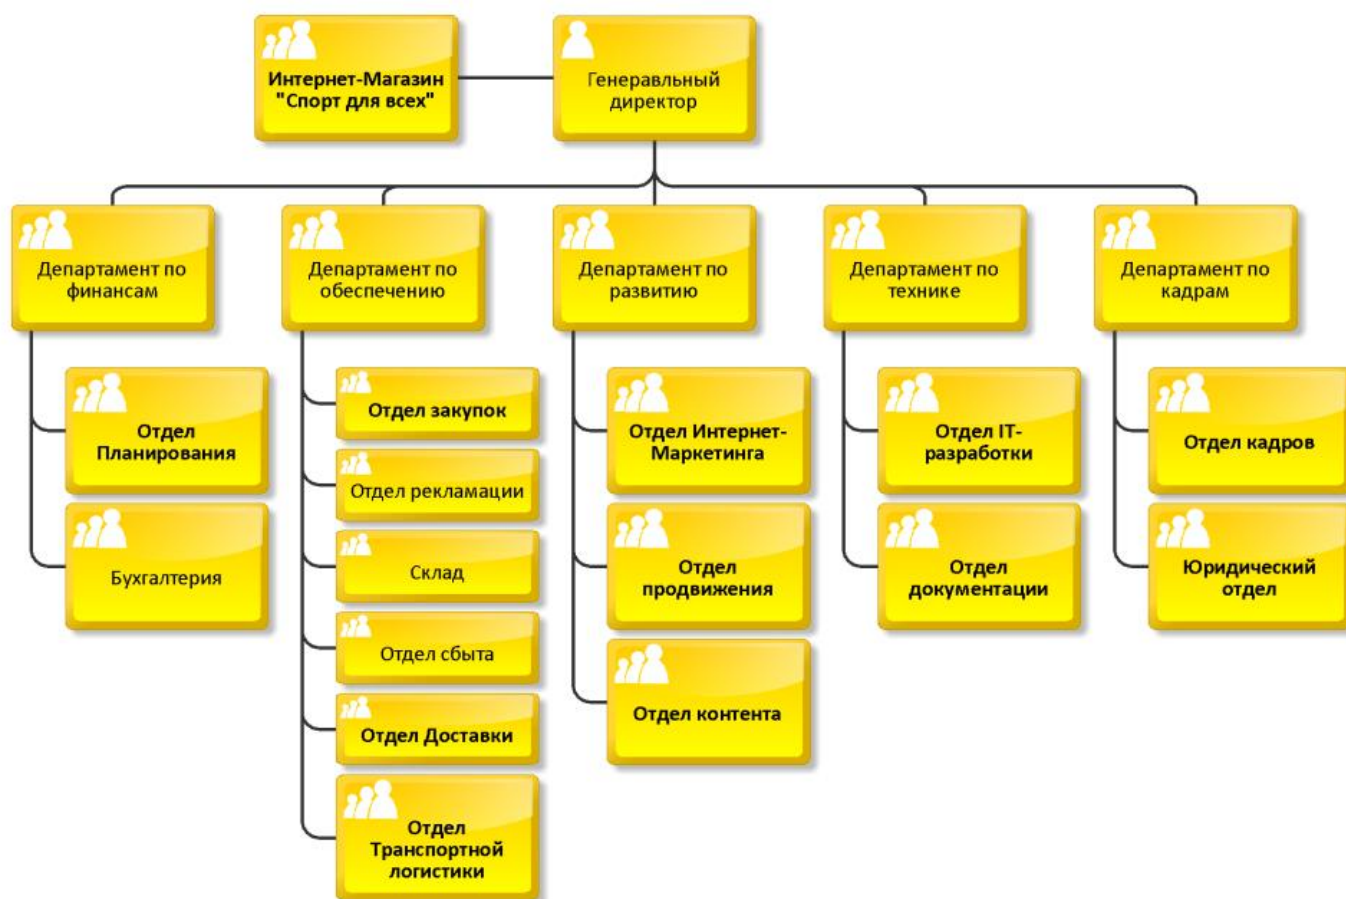 Интернет-Магазин
"Спорт для всех"
Генеравльный
директор
Департамент по
финансам
Департамент по
обеспечению
Департамент по
развитию
Департамент по
технике
Департамент по
кадрам
Отдел
Планирования
Бухгалтерия
Отдел закупок
Отдел рекламации
Склад
Отдел сбыта
Отдел Доставки
Отдел
Транспортной
логистики
Отдел Интернет-
Маркетинга
Отдел
продвижения
Отдел контента
Отдел IT-
разработки
Отдел
документации
Отдел кадров
Юридический
отдел